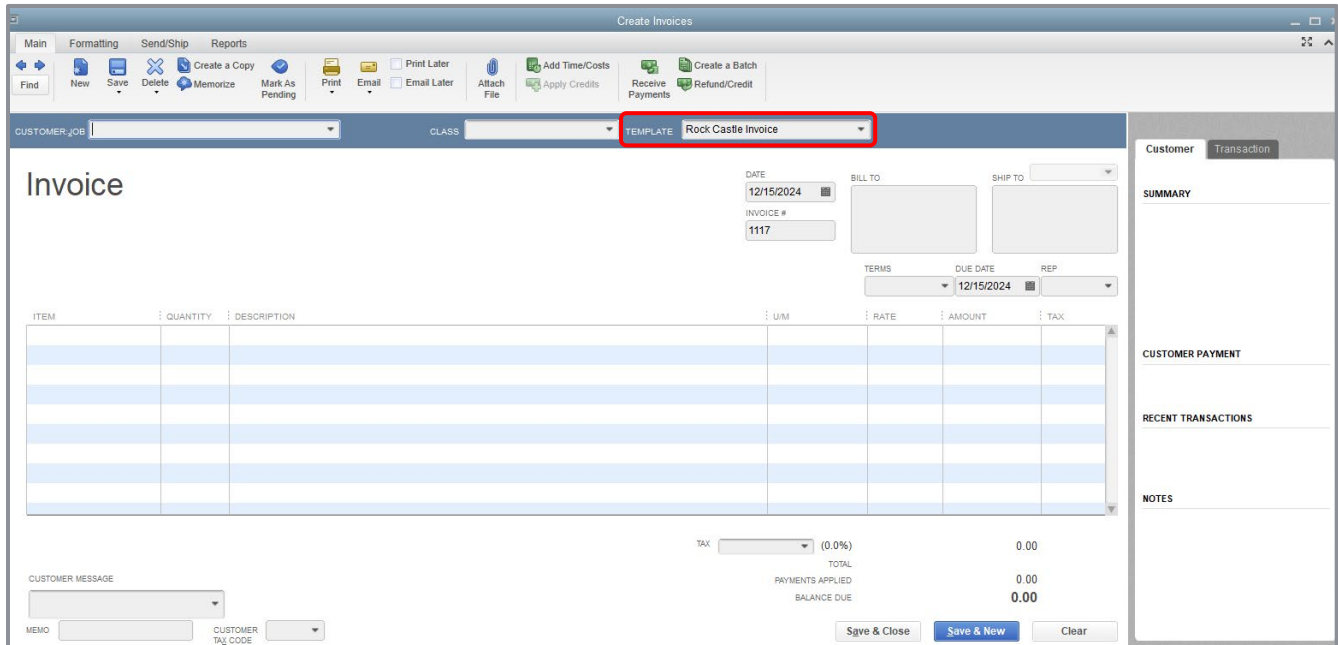 Create Invoices
Main Formatting Send/Ship Reports
Find New Save Delete Create a Copy Memorize Mark As Pending Print Email Print Later Email Later Attach File Add Time/Costs Apply Credits Receive Payments Create a Batch Refund/Credit
CUSTOMER:JOB CLASS TEMPLATE Rock Castle Invoice
Customer Transaction
Invoice
DATE BILL TO SHIP TO
12/15/2024
SUMMARY
INVOICE #
1117
TERMS DUE DATE REP
12/15/2024
ITEM QUANTITY DESCRIPTION U/M RATE AMOUNT TAX
CUSTOMER PAYMENT
RECENT TRANSACTIONS
NOTES
TAX (0.0%) 0.00
TOTAL
CUSTOMER MESSAGE
PAYMENTS APPLIED 0.00
BALANCE DUE 0.00
MEMO CUSTOMER TAX CODE
Save & Close Save & New Clear